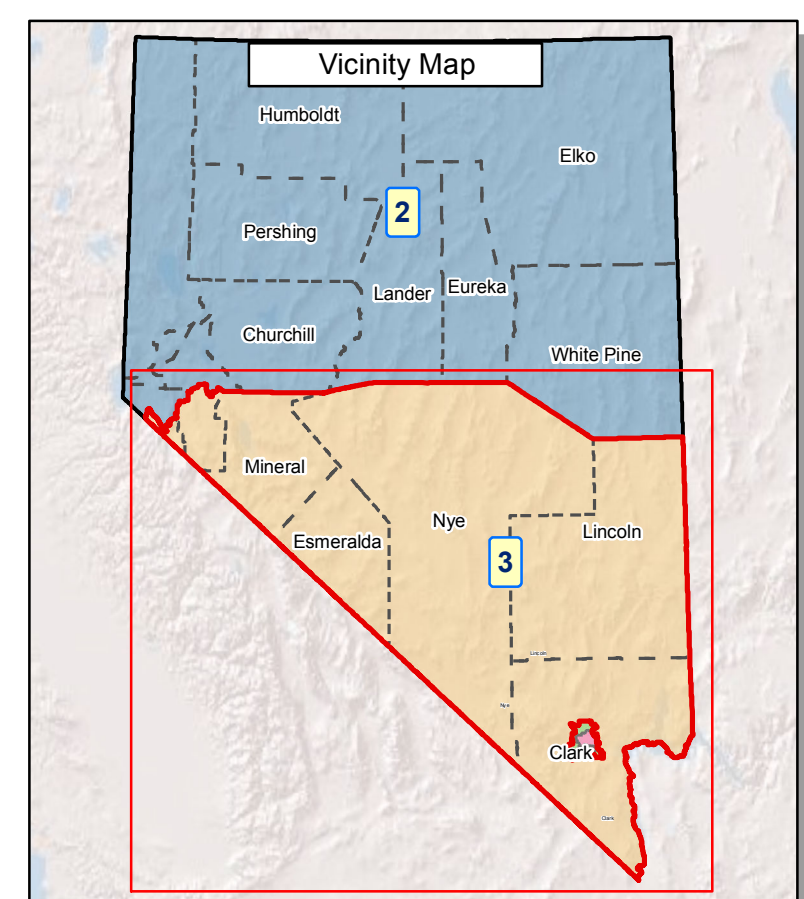 Vicinity Map
Humboldt
Elko
2
Pershing
Lander
Eureka
Churchill
White Pine
Mineral
Nye
Lincoln
Esmeralda
3
Lincoln
Nye
Clark
Clark